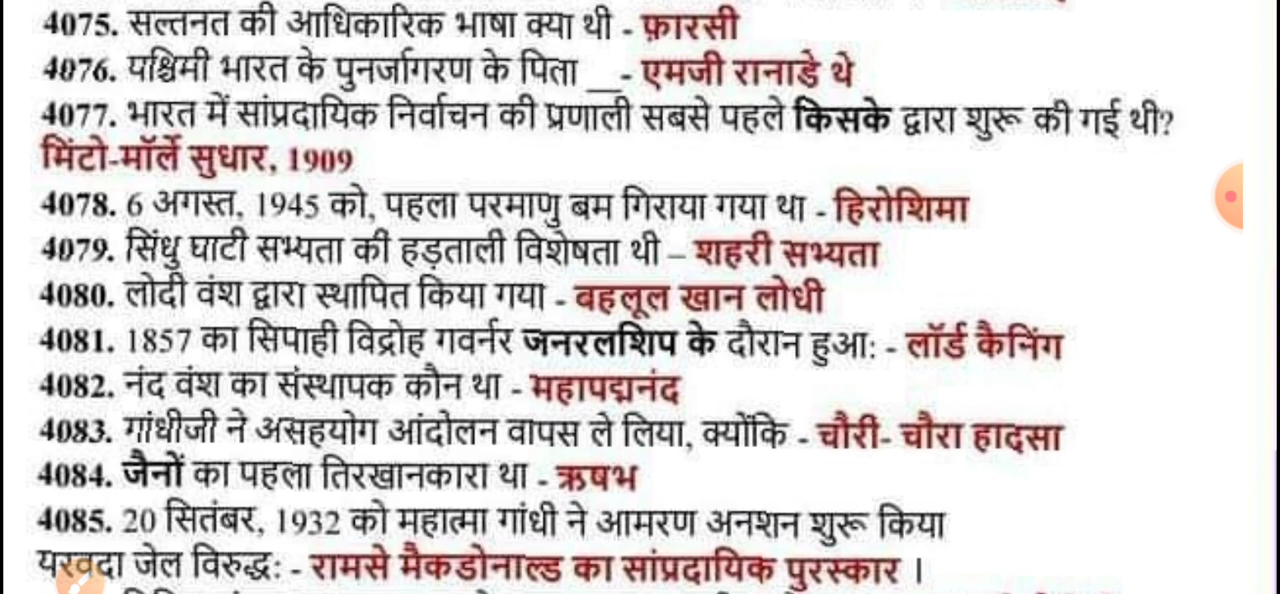 4075. सल्तनत की आधिकारिक भाषा क्या थी - फ़ारसी
4076. पश्चिमी भारत के पुनर्जागरण के पिता __- एमजी रानाडे थे
4077. भारत में सांप्रदायिक निर्वाचन की प्रणाली सबसे पहले किसके द्वारा शुरू की गई थी?
मिंटो-मॉर्ले सुधार, 1909
4078. 6 अगस्त, 1945 को, पहला परमाणु बम गिराया गया था - हिरोशिमा
4079. सिंधु घाटी सभ्यता की हड़ताली विशेषता थी – शहरी सभ्यता
4080. लोदी वंश द्वारा स्थापित किया गया - बहलूल खान लोधी
4081. 1857 का सिपाही विद्रोह गवर्नर जनरलशिप के दौरान हुआ: - लॉर्ड कैनिंग
4082. नंद वंश का संस्थापक कौन था - महापद्मनंद
4083. गांधीजी ने असहयोग आंदोलन वापस ले लिया, क्योंकि - चौरी- चौरा हादसा
4084. जैनों का पहला तिरखानकारा था - ऋषभ
4085. 20 सितंबर, 1932 को महात्मा गांधी ने आमरण अनशन शुरू किया
यरवदा जेल विरुद्ध: - रामसे मैकडोनाल्ड का सांप्रदायिक पुरस्कार ।